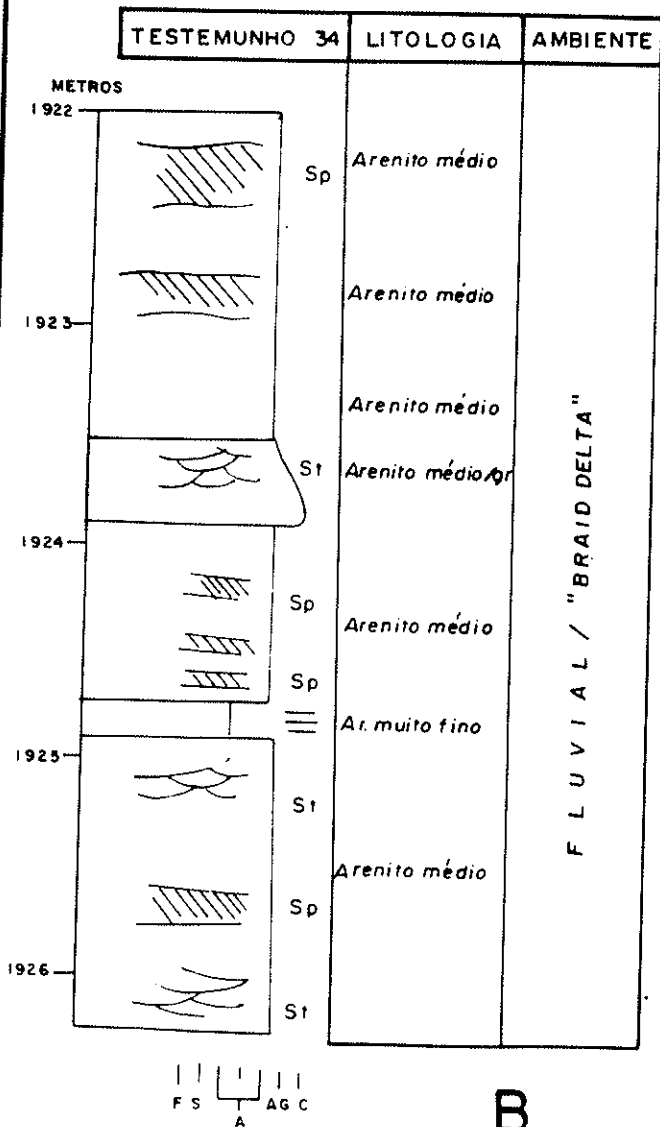 TESTEMUNHO 34 LITOLOGIA AMBIENTE
METROS
1922
Sp Arenito médio
Arenito médio
1923
Arenito médio
St Arenito médio/gr
1924
Sp
Arenito médio
Sp
Ar. muito fino
1925
St
Arenito médio
Sp
1926
St
FLUVIAL / "BRAID DELTA"
F S A AG C
B